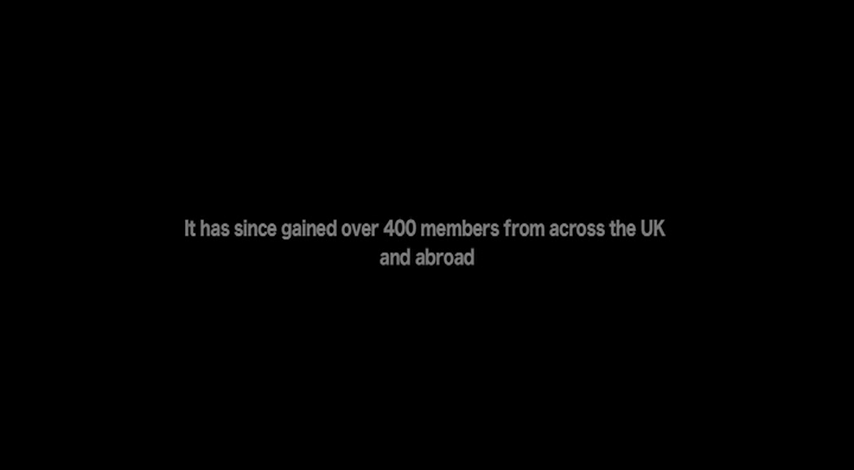 It has since gained over 400 members from across the UK
and abroad